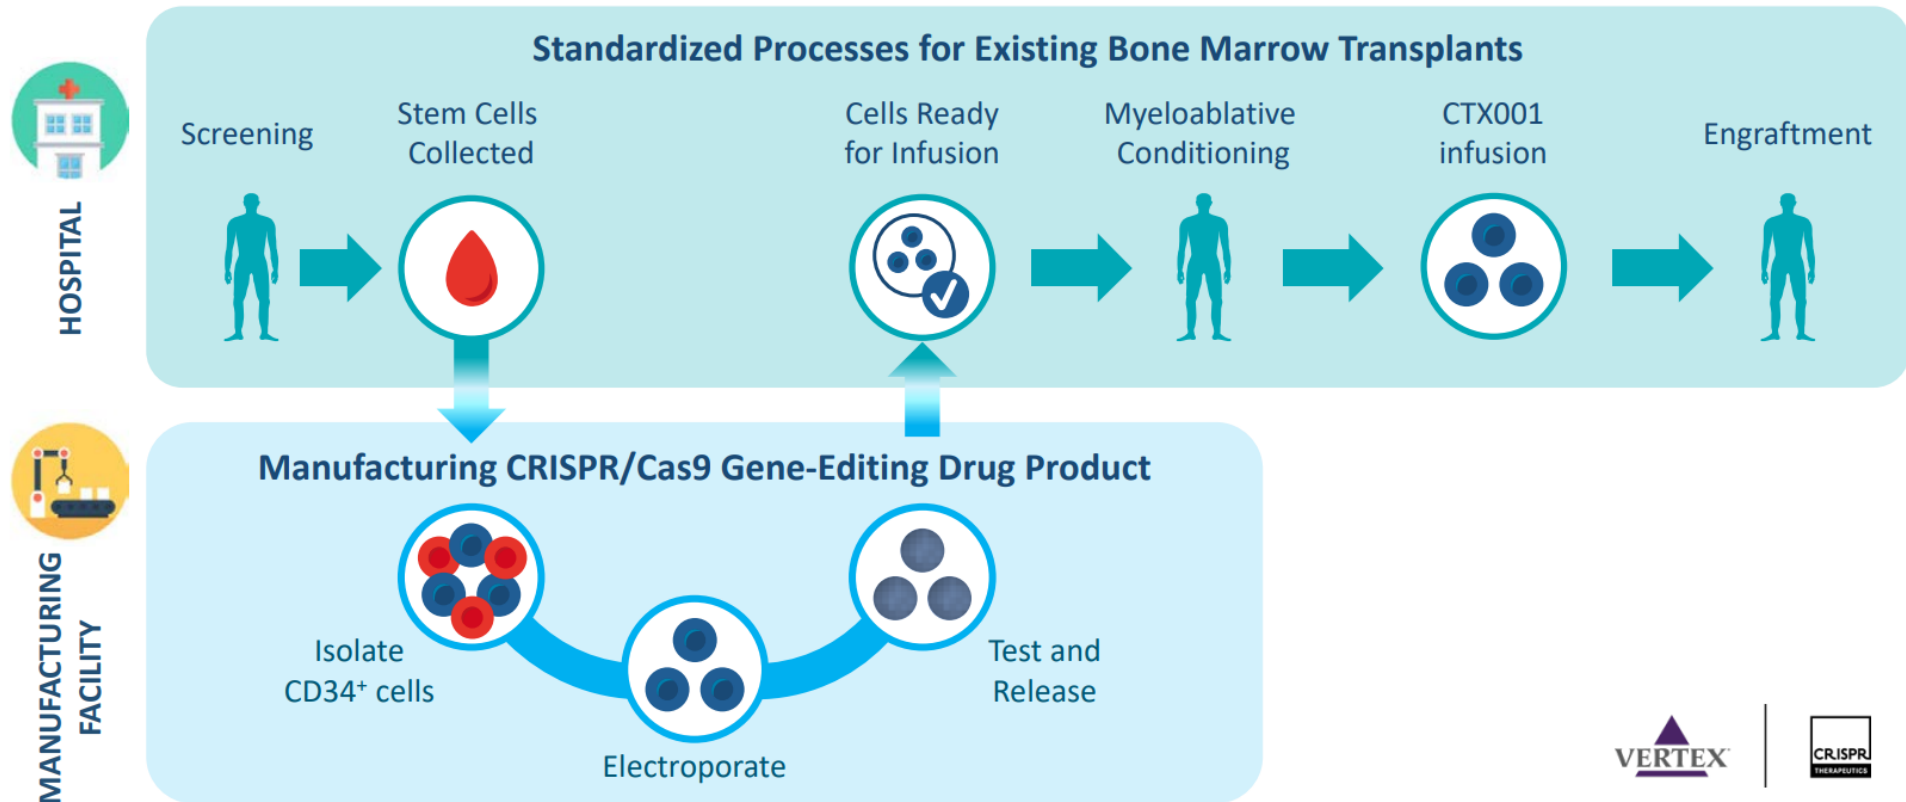 Standardized Processes for Existing Bone Marrow Transplants
HOSPITAL
Screening
Stem Cells
Collected
Cells Ready
for Infusion
Myeloablative
Conditioning
CTX001
infusion
Engraftment
MANUFACTURING
FACILITY
Manufacturing CRISPR/Cas9 Gene-Editing Drug Product
Isolate
CD34⁺ cells
Electroporate
Test and
Release
VERTEX
CRISPR
THERAPEUTICS